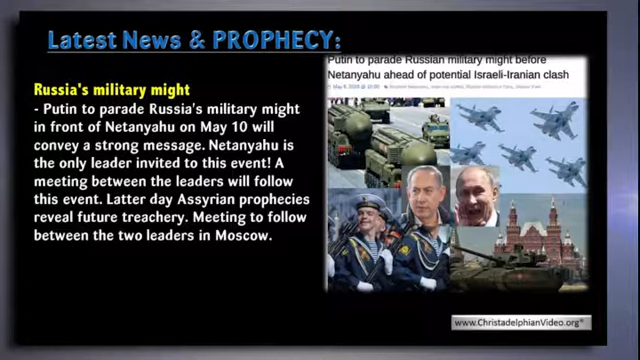 Latest News & PROPHECY:
Putin to parade Russian military might before
Netanyahu ahead of potential Israeli-Iranian clash
Russia's military might
- Putin to parade Russia's military might
in front of Netanyahu on May 10 will
convey a strong message. Netanyahu is
the only leader invited to this event! A
meeting between the leaders will follow
this event. Latter day Assyrian prophecies
reveal future treachery. Meeting to follow
between the two leaders in Moscow.
www.ChristadelphianVideo.org